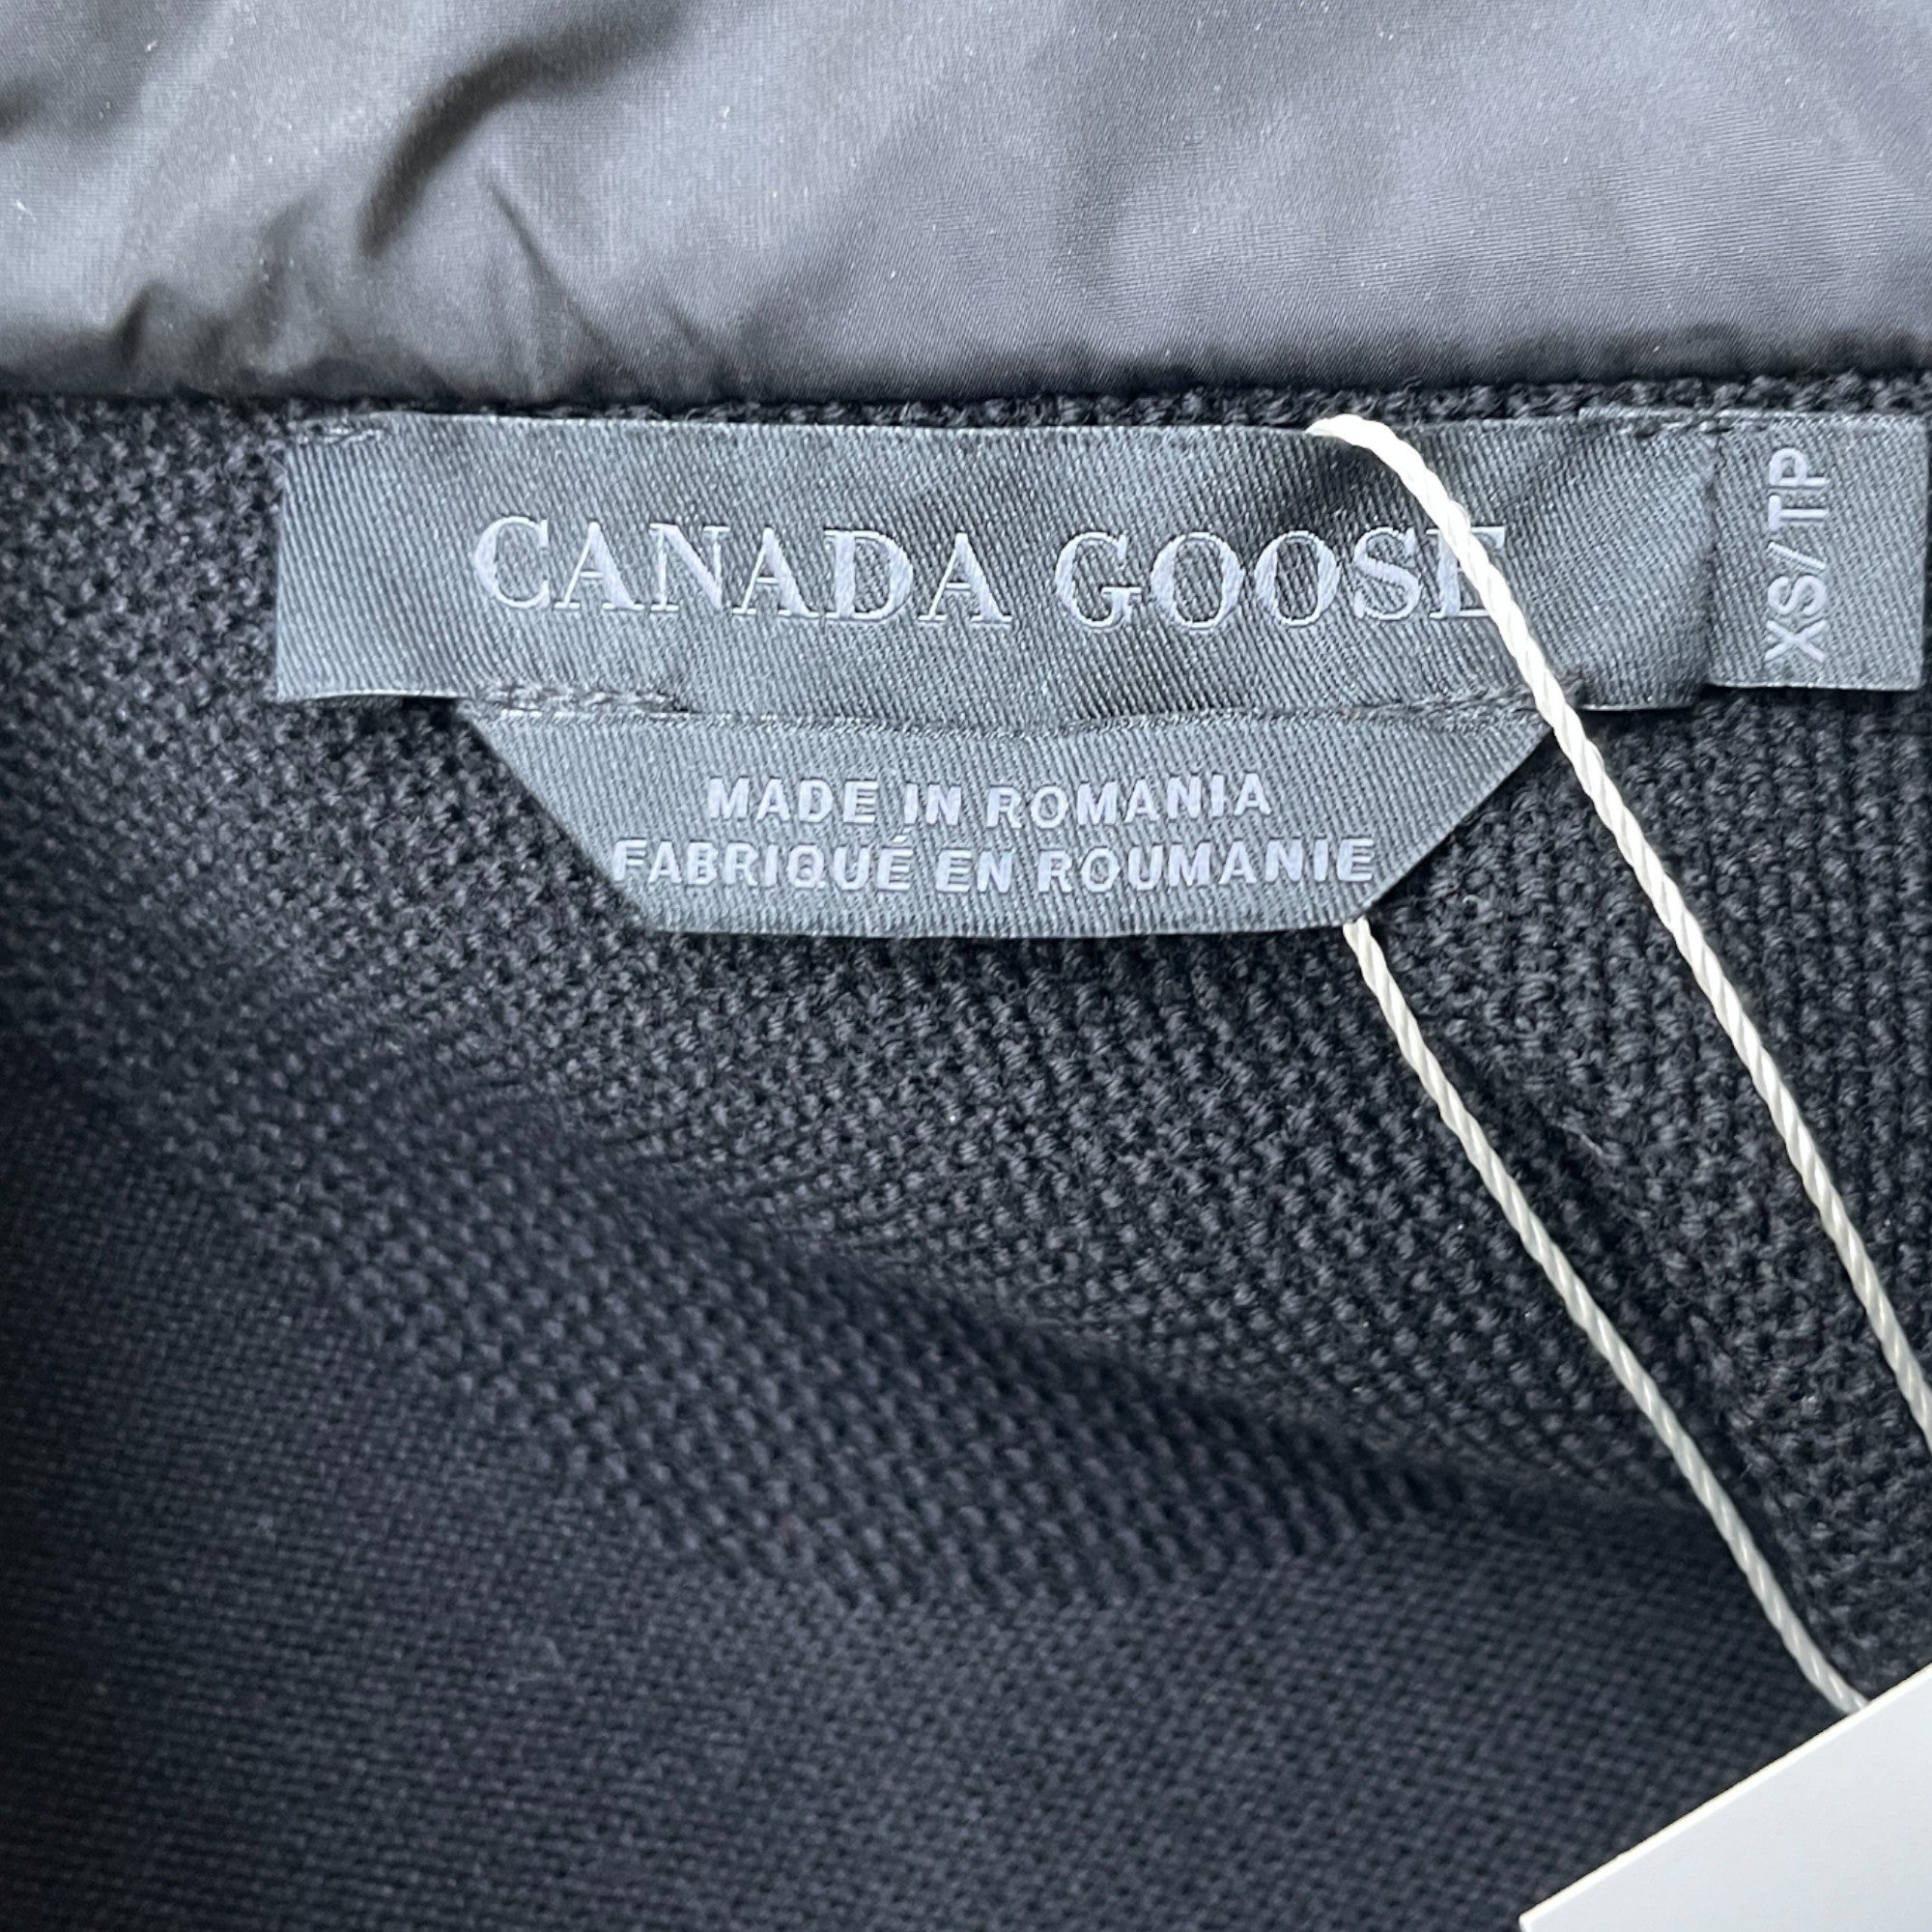 CANADA GOOSE
XS/TP
MADE IN ROMANIA
FABRIQUÉ EN ROUMANIE